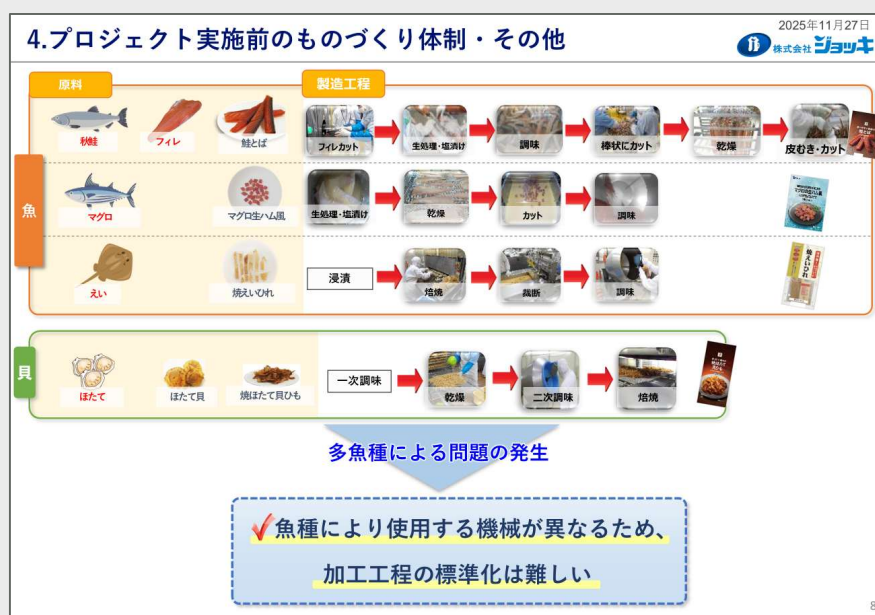 2025年11月27日
4.プロジェクト実施前のものづくり体制・その他
株式会社ジョッキ
原料
製造工程
魚
秋鮭
フィレ
鮭とば
フィレカット
生処理・塩漬け
調味
棒状にカット
乾燥
皮むき・カット
マグロ
マグロ生ハム風
生処理・塩漬け
乾燥
カット
調味
えい
焼えいひれ
浸漬
焙焼
裁断
調味
貝
ほたて
ほたて貝
焼ほたて貝ひも
一次調味
乾燥
二次調味
焙焼
多魚種による問題の発生
魚種により使用する機械が異なるため、
加工工程の標準化は難しい
8